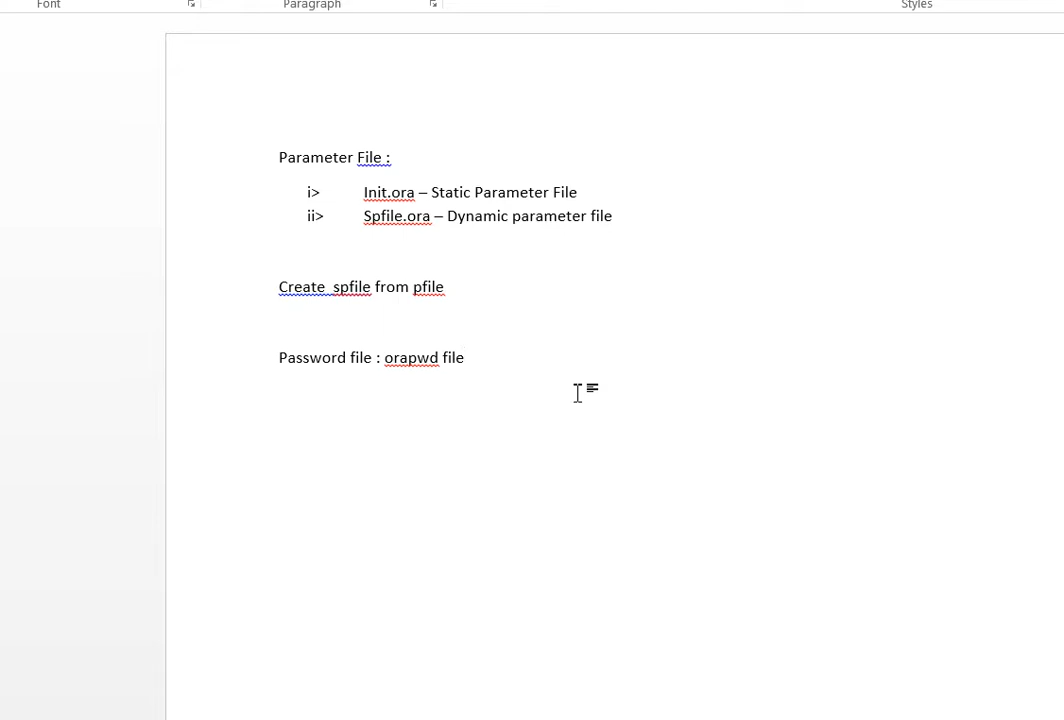 Font Paragraph Styles
Parameter File :
i> Init.ora – Static Parameter File
ii> Spfile.ora – Dynamic parameter file
Create  spfile from pfile
Password file : orapwd file